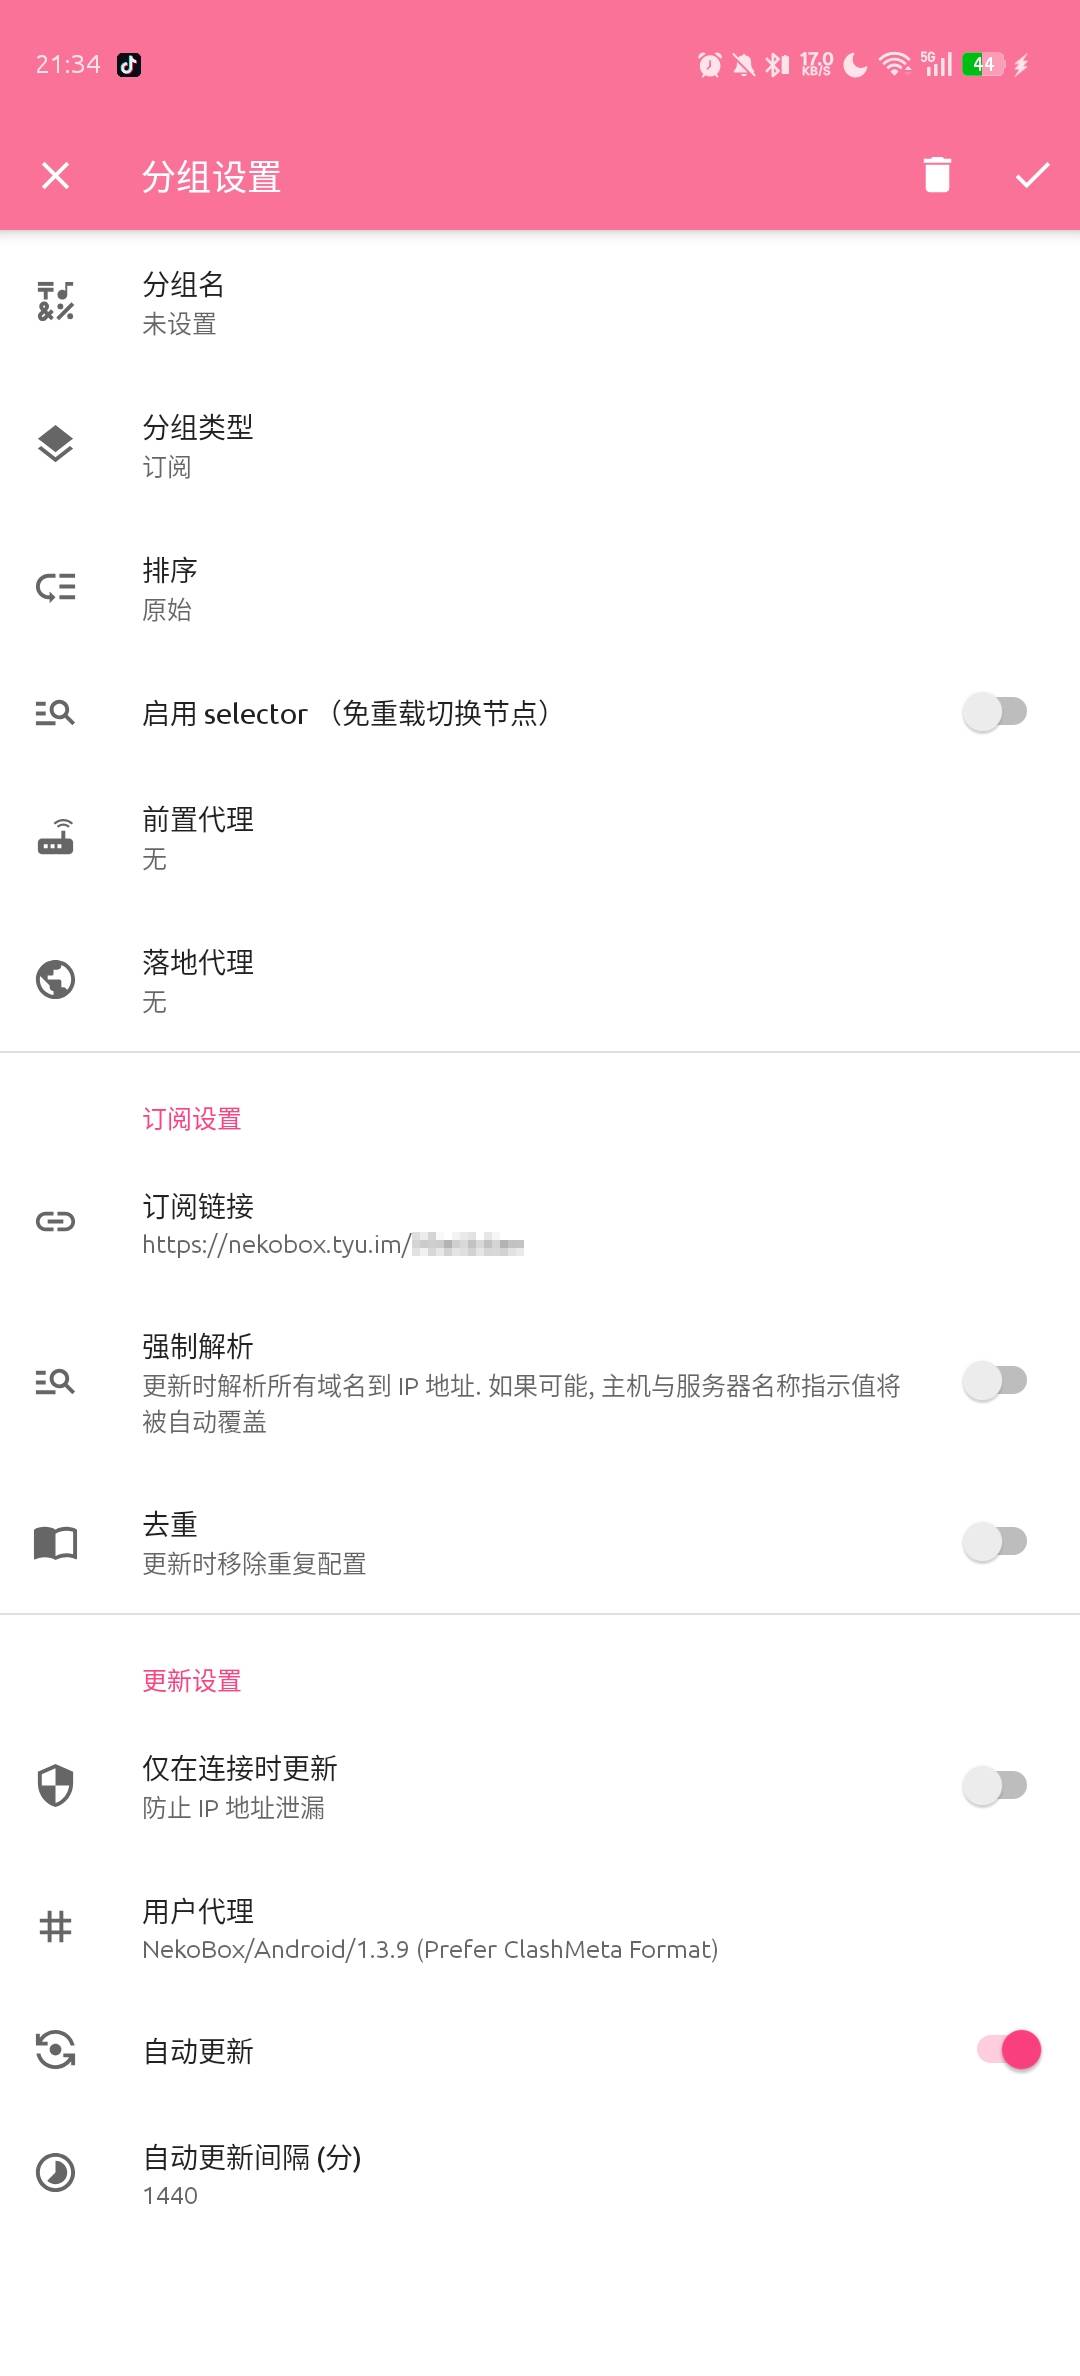 21:34
17.0 KB/S
5G
44
分组设置
分组名
未设置
分组类型
订阅
排序
原始
启用 selector （免重载切换节点）
前置代理
无
落地代理
无
订阅设置
订阅链接
https://nekobox.tyu.im/
强制解析
更新时解析所有域名到 IP 地址. 如果可能, 主机与服务器名称指示值将
被自动覆盖
去重
更新时移除重复配置
更新设置
仅在连接时更新
防止 IP 地址泄漏
用户代理
NekoBox/Android/1.3.9 (Prefer ClashMeta Format)
自动更新
自动更新间隔 (分)
1440